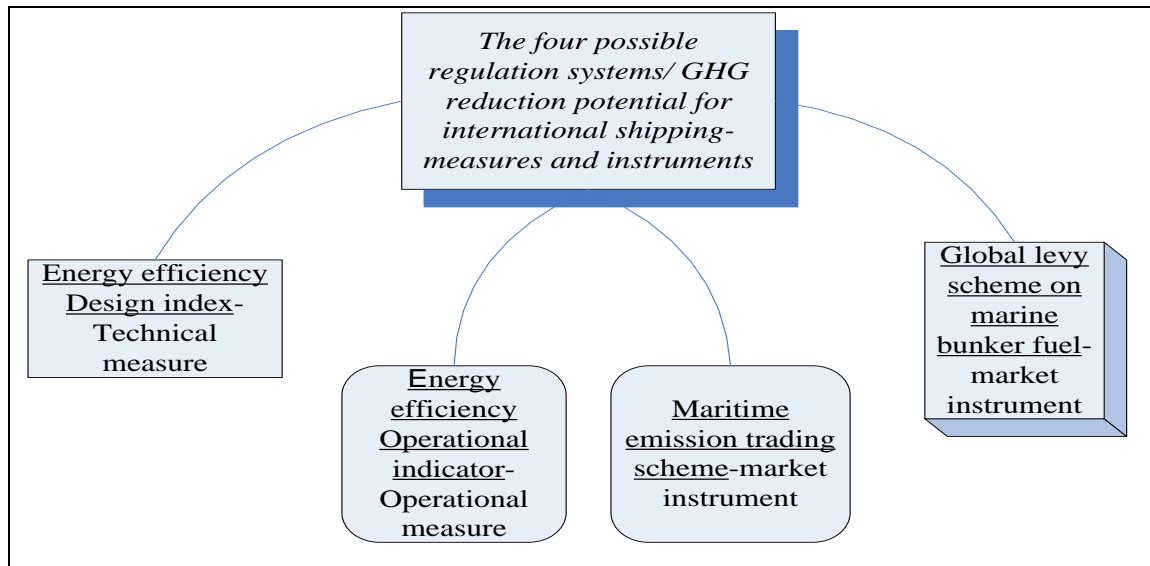 The four possible
regulation systems/ GHG
reduction potential for
international shipping-
measures and instruments
Energy efficiency
Design index-
Technical
measure
Energy
efficiency
Operational
indicator-
Operational
measure
Maritime
emission trading
scheme-market
instrument
Global levy
scheme on
marine
bunker fuel-
market
instrument